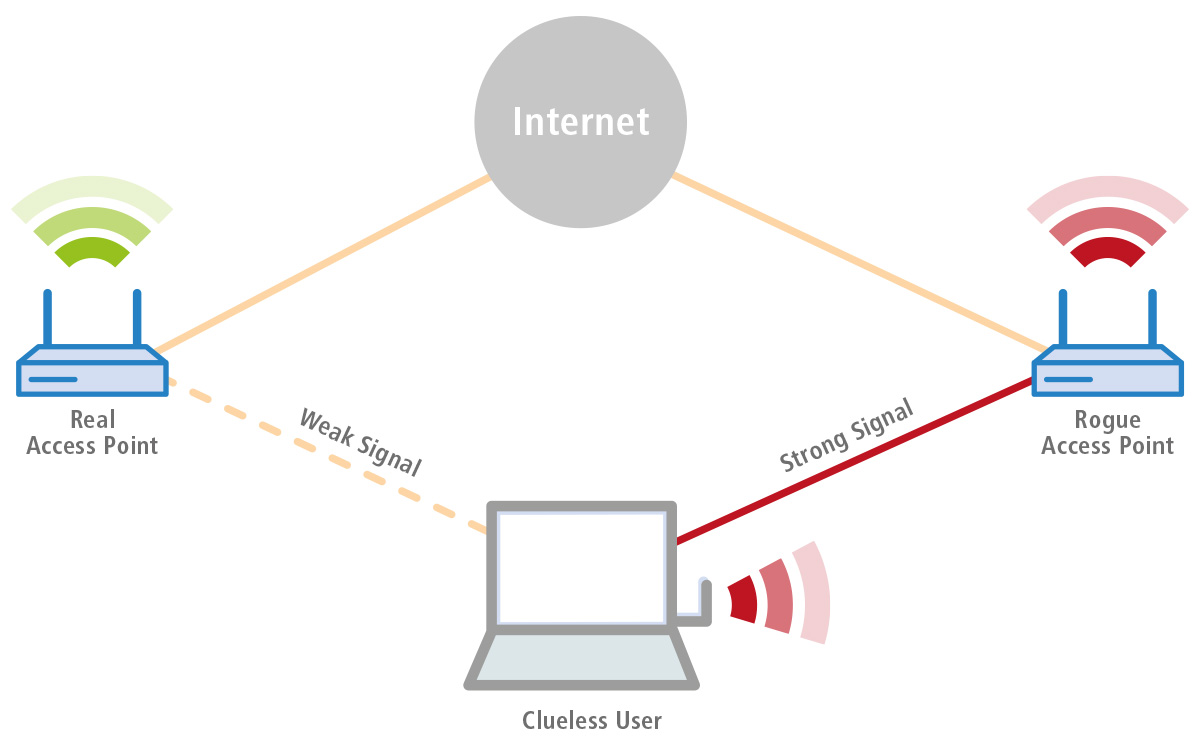 Internet
Real
Access Point
Weak Signal
Strong Signal
Rogue
Access Point
Clueless User